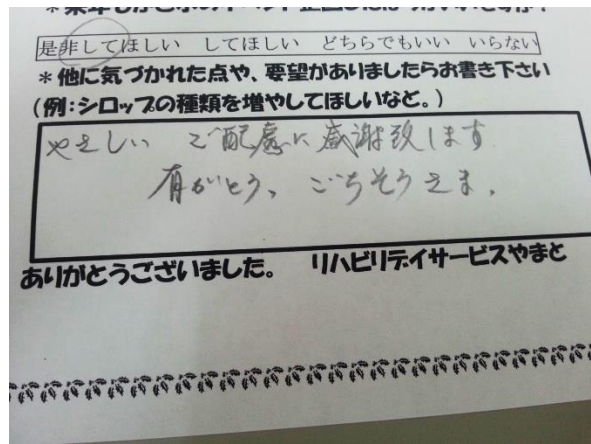 是非してほしい してほしい どちらでもいい いらない
*他に気づかれた点や、要望がありましたらお書き下さい
(例:シロップの種類を増やしてほしいなど。)
やさしい ご配慮に感謝致します
有がとう、ごちそうさま。
ありがとうございました。 リハビリデイサービスやまと